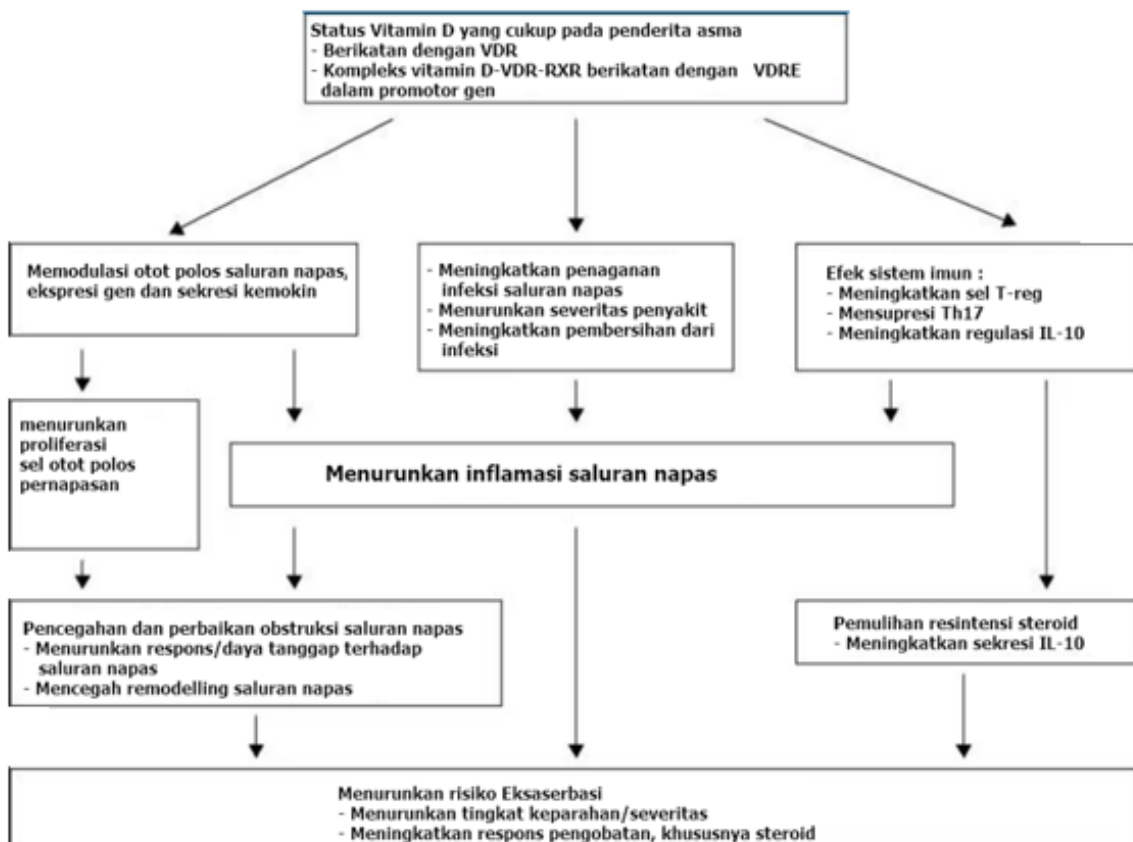 Status Vitamin D yang cukup pada penderita asma
- Berikatan dengan VDR
- Kompleks vitamin D-VDR-RXR berikatan dengan VDRE
dalam promotor gen
Memodulasi otot polos saluran napas,
ekspresi gen dan sekresi kemokin
- Meningkatkan penaganan
infeksi saluran napas
- Menurunkan severitas penyakit
- Meningkatkan pembersihan dari
infeksi
Efek sistem imun :
- Meningkatkan sel T-reg
- Mensupresi Th17
- Meningkatkan regulasi IL-10
menurunkan
proliferasi
sel otot polos
pernapasan
Menurunkan inflamasi saluran napas
Pencegahan dan perbaikan obstruksi saluran napas
- Menurunkan respons/daya tanggap terhadap
saluran napas
- Mencegah remodelling saluran napas
Pemulihan resintensi steroid
- Meningkatkan sekresi IL-10
Menurunkan risiko Eksaserbasi
- Menurunkan tingkat keparahan/severitas
- Meningkatkan respons pengobatan, khususnya steroid